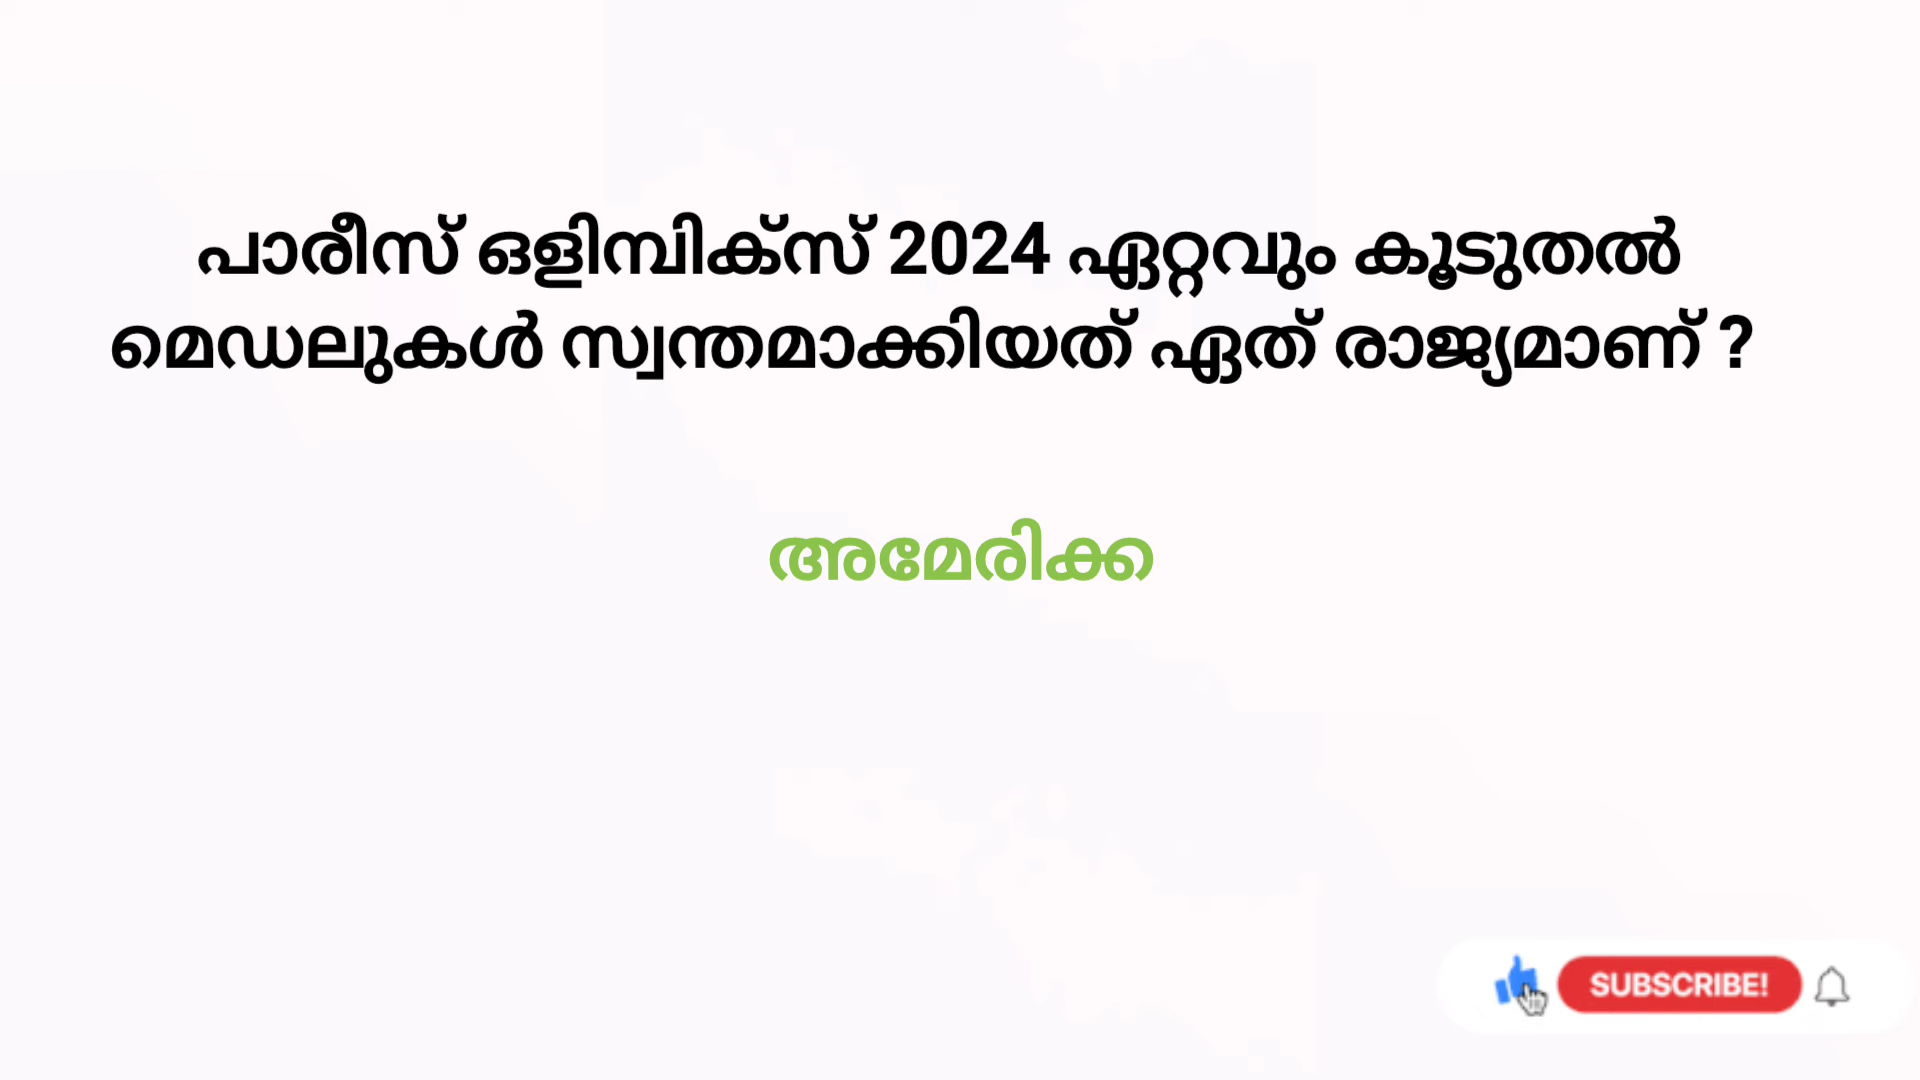 പാരീസ് ഒളിമ്പിക്സ് 2024 ഏറ്റവും കൂടുതൽ
മെഡലുകൾ സ്വന്തമാക്കിയത് ഏത് രാജ്യമാണ് ?
അമേരിക്ക
SUBSCRIBE!